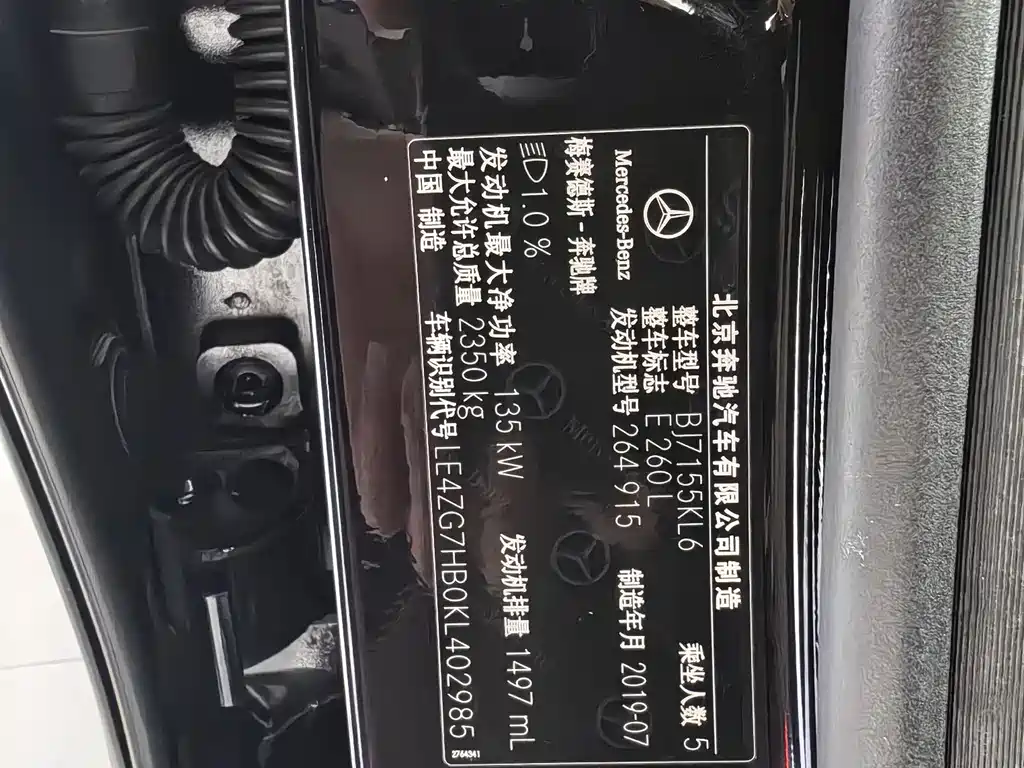 北京奔驰汽车有限公司制造
Mercedes-Benz
梅赛德斯-奔驰牌
整车型号 BJ7155KL6 乘坐人数 5
整车标志 E 260 L
发动机型号 264 915 制造年月 2019-07
1.0 %
发动机最大净功率 135 kW 发动机排量 1497 mL
最大允许总质量 2350 kg
中国 制造 车辆识别代号 LE4ZG7HB0KL402985
2764341